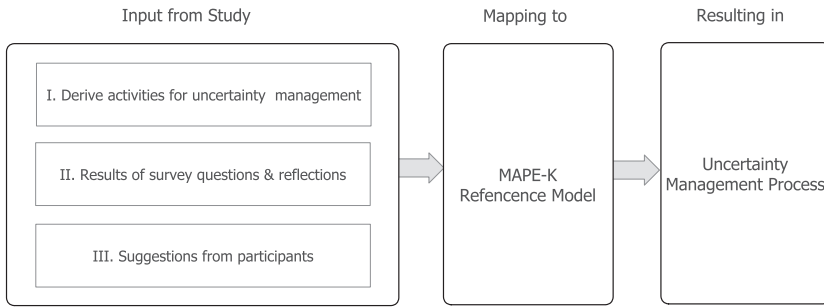 Input from Study
Mapping to
Resulting in
I. Derive activities for uncertainty management
II. Results of survey questions & reflections
III. Suggestions from participants
MAPE-K
Refencence Model
Uncertainty
Management Process